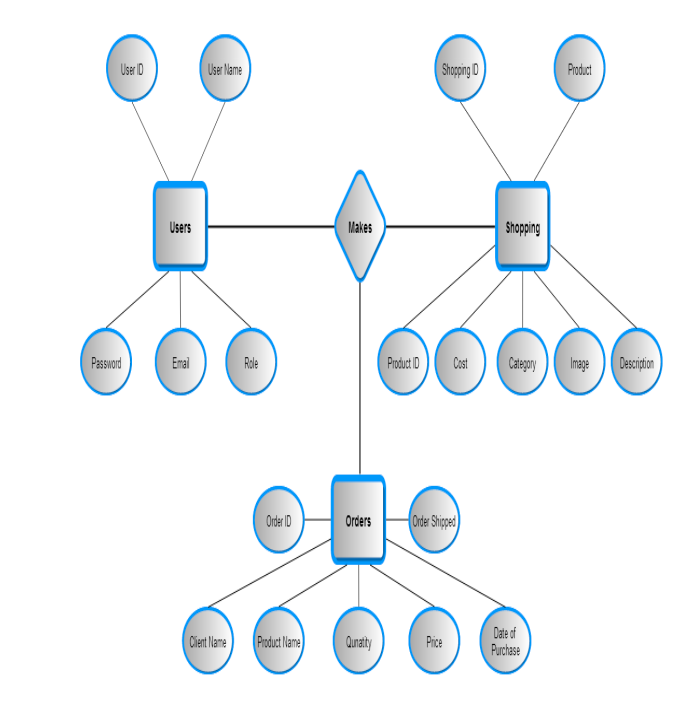 User ID
User Name
Shopping ID
Product
Users
Makes
Shopping
Password
Email
Role
Product ID
Cost
Category
Image
Description
Order ID
Orders
Order Shipped
Client Name
Product Name
Qunatity
Price
Date of
Purchase